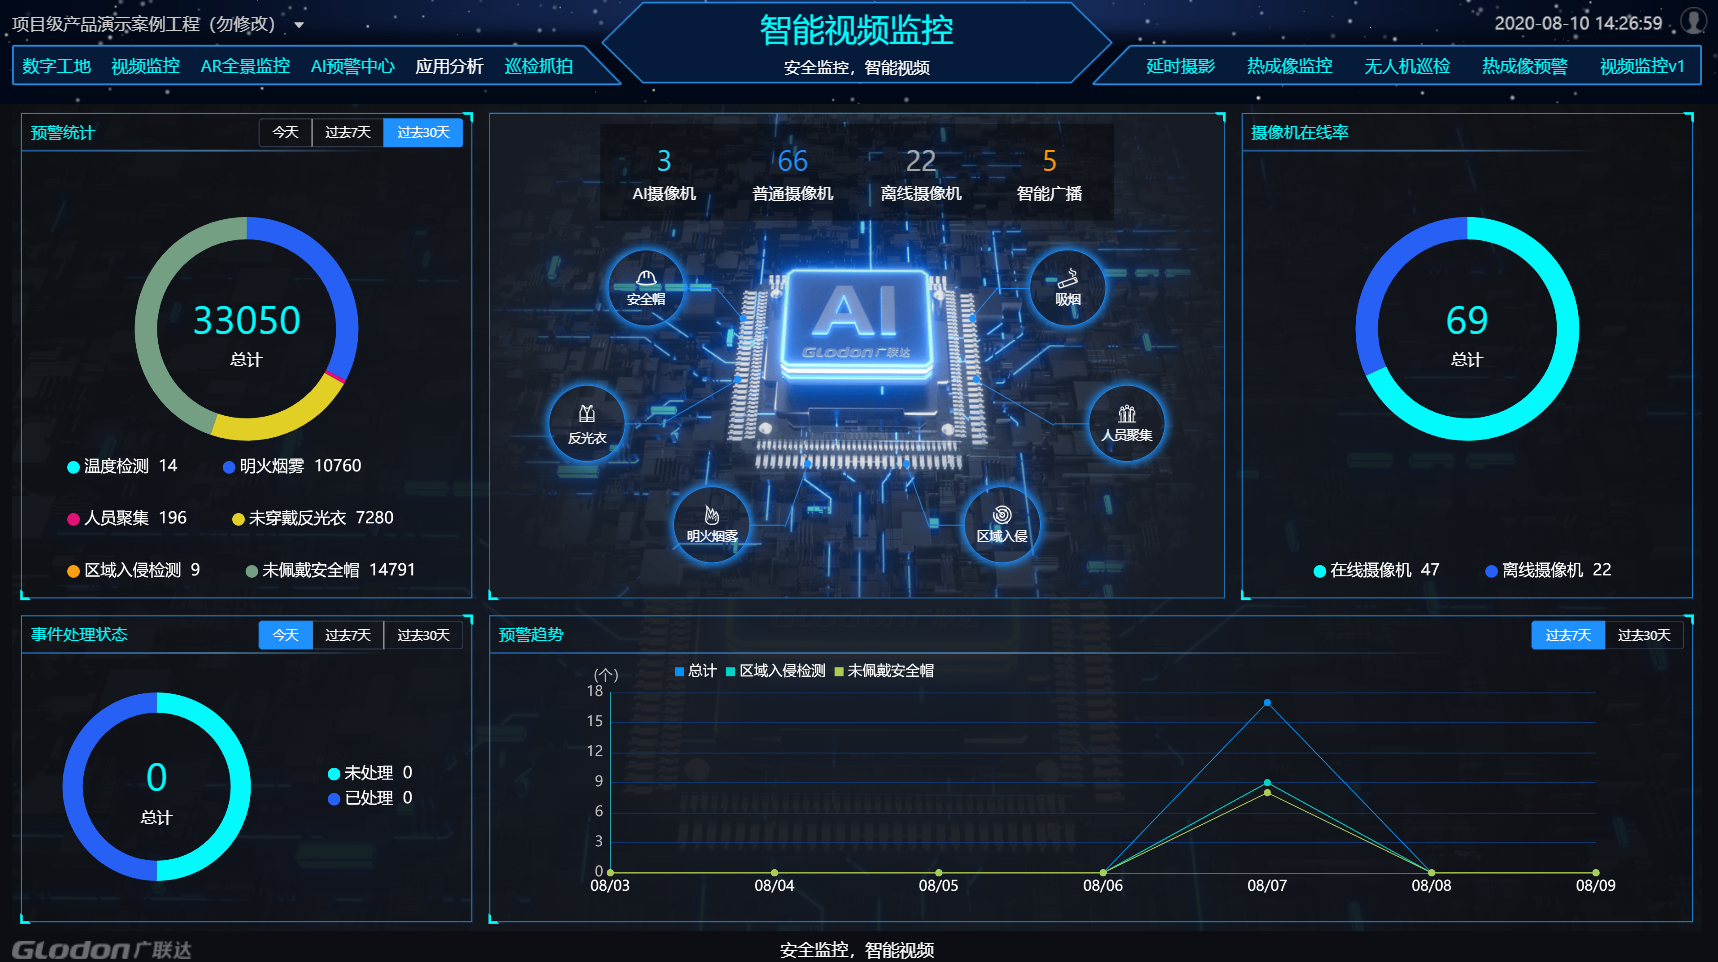 项目级产品演示案例工程（勿修改）
智能视频监控
2020-08-10 14:26:59
数字工地 视频监控 AR全景监控 AI预警中心 应用分析 巡检抓拍
安全监控，智能视频
延时摄影 热成像监控 无人机巡检 热成像预警 视频监控v1
预警统计
今天 过去7天 过去30天
33050
总计
温度检测 14 明火烟雾 10760
人员聚集 196 未穿戴反光衣 7280
区域入侵检测 9 未佩戴安全帽 14791
3 66 22 5
AI摄像机 普通摄像机 离线摄像机 智能广播
安全帽
吸烟
AI
GLodon广联达
反光衣
人员聚集
明火烟雾
区域入侵
摄像机在线率
69
总计
在线摄像机 47 离线摄像机 22
事件处理状态
今天 过去7天 过去30天
0
总计
未处理 0
已处理 0
预警趋势
过去7天 过去30天
(个)
总计 区域入侵检测 未佩戴安全帽
18
15
12
9
6
3
0
08/03 08/04 08/05 08/06 08/07 08/08 08/09
GLodon广联达
安全监控，智能视频